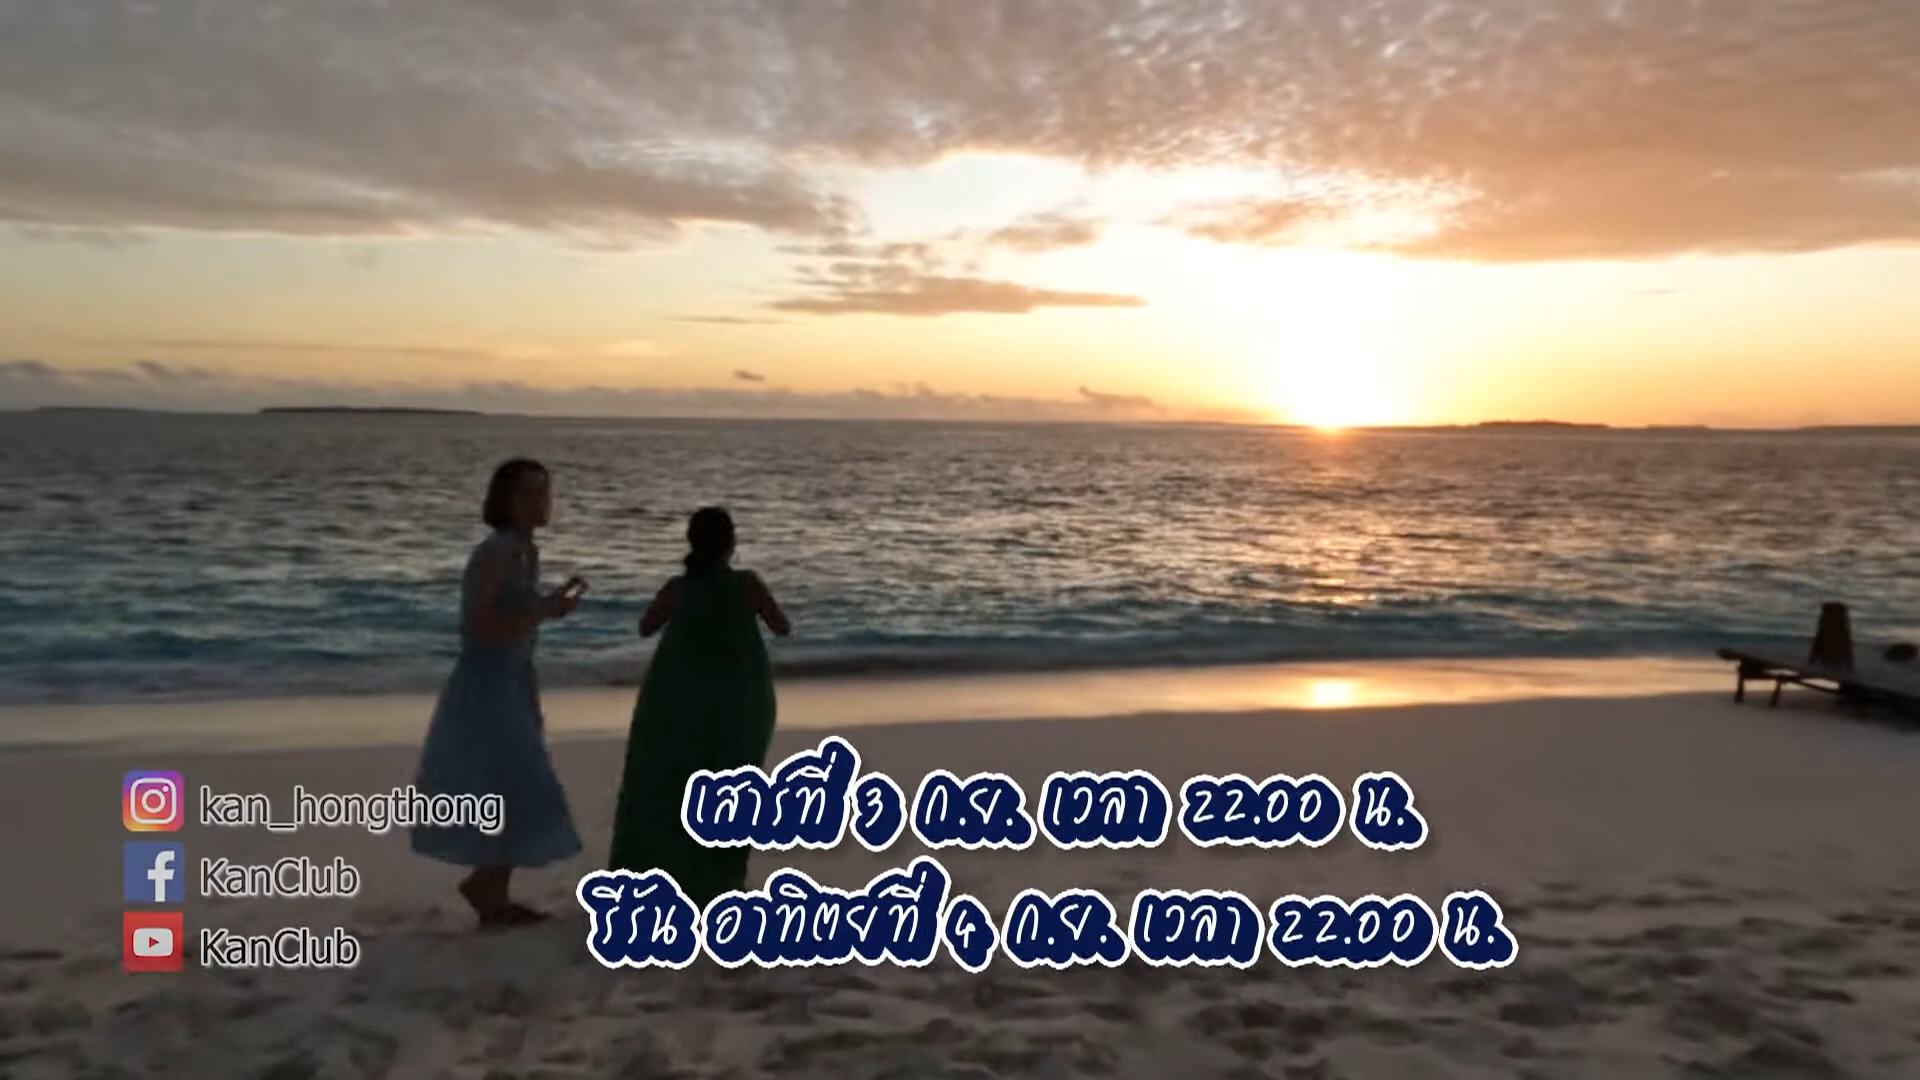 kan_hongthong
KanClub
KanClub
เสาร์ที่ 3 ก.ย. เวลา 22.00 น.
รีรัน อาทิตย์ที่ 4 ก.ย. เวลา 22.00 น.